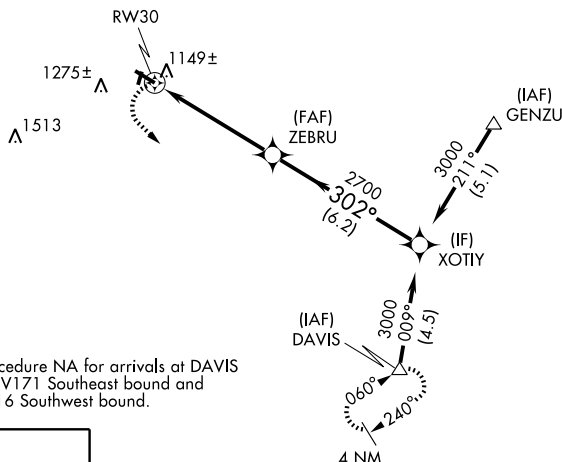 RW30
1149±
1275±
1513
(FAF)
ZEBRU
(IAF)
GENZU
3000
211°
(5.1)
2700
302°
(6.2)
(IF)
XOTIY
3000
009°
(4.5)
(IAF)
DAVIS
060°
240°
4 NM
cedure NA for arrivals at DAVIS
V171 Southeast bound and
6 Southwest bound.